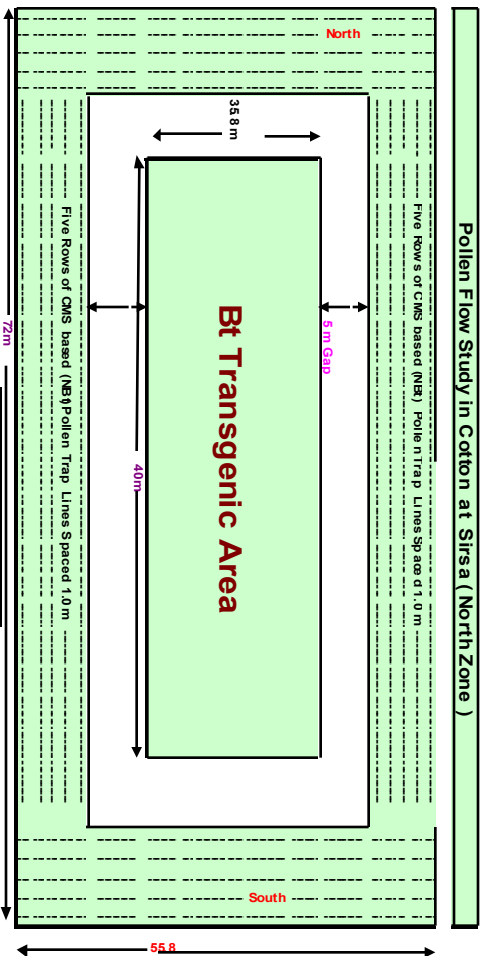 Pollen Flow Study in Cotton at Sirsa ( North Zone )
North
35.8 m
Five Rows of CMS based (NBt) Pollen Trap Lines Spaced 1.0 m
5 m Gap
Bt Transgenic Area
40m
Five Rows of CMS based (NBt) Pollen Trap Lines Spaced 1.0 m
72m
South
55.8